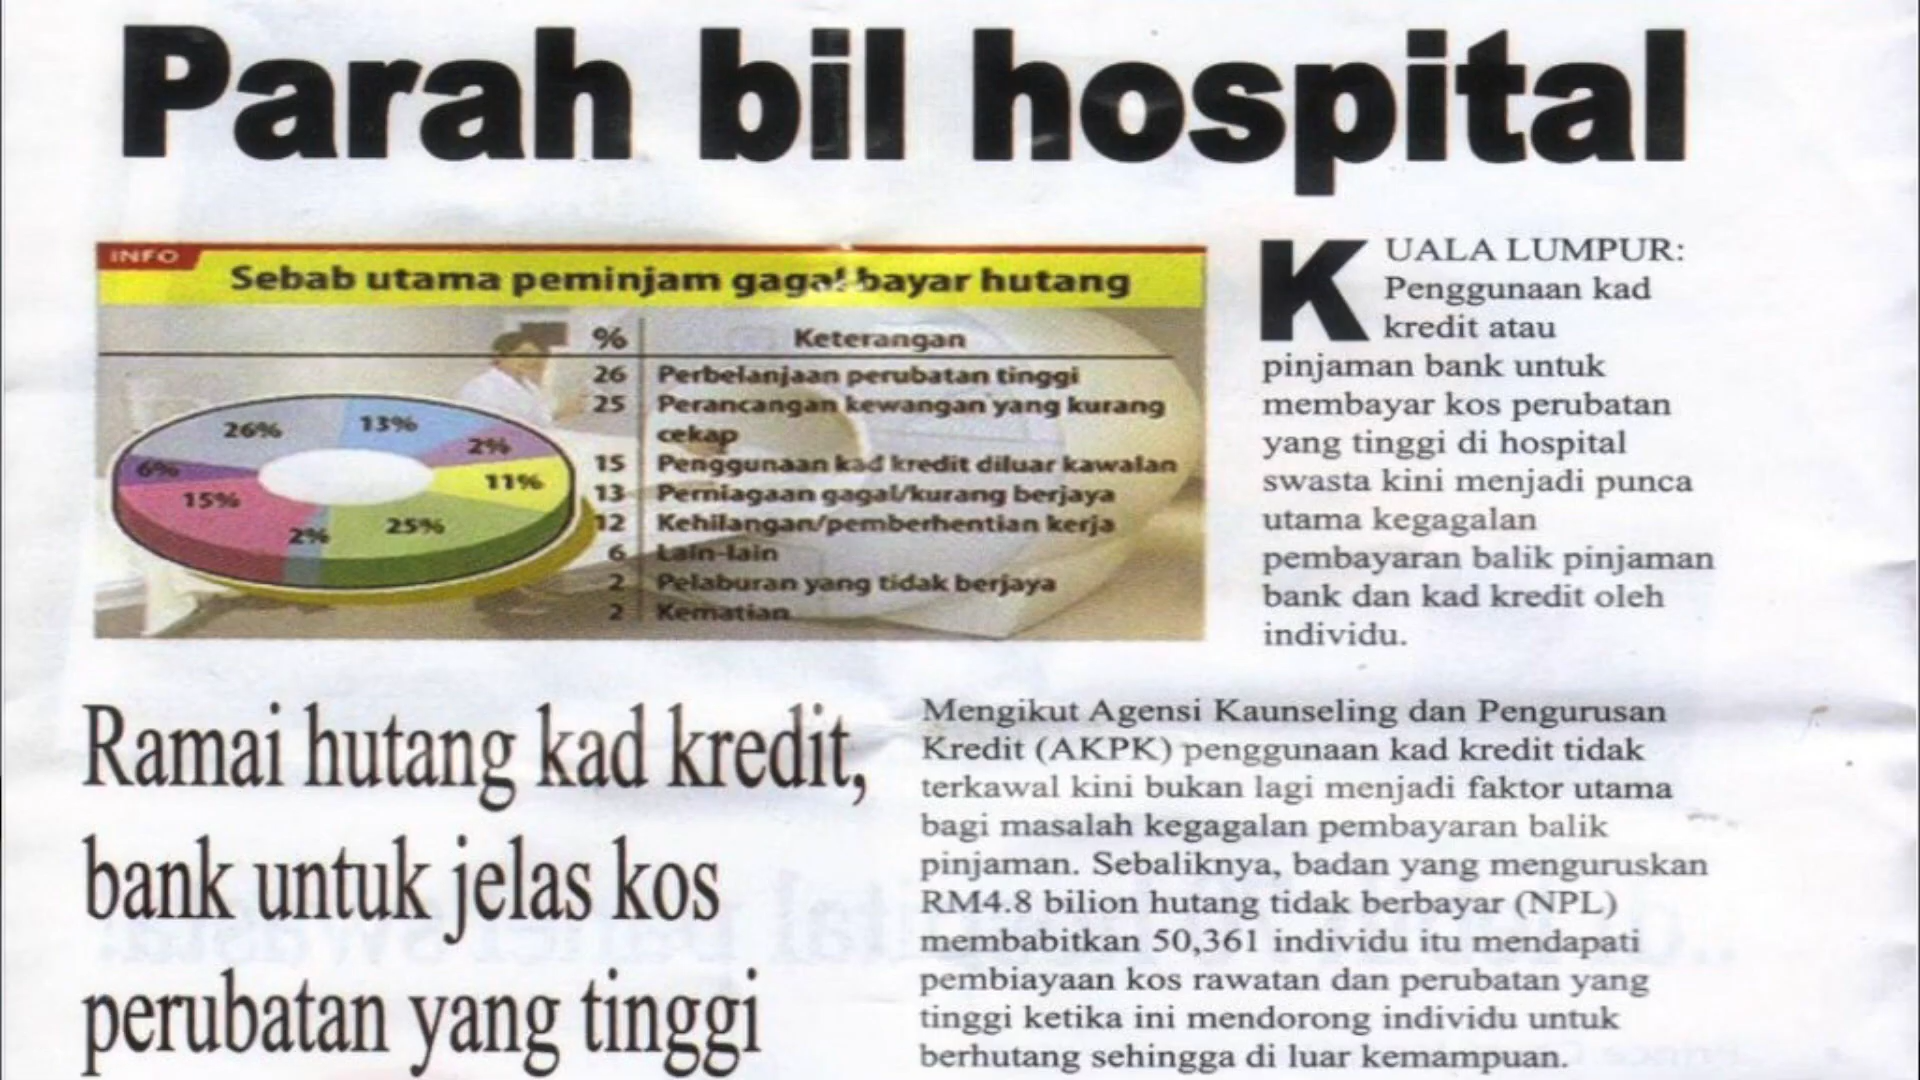 Parah bil hospital
INFO
Sebab utama peminjam gagal bayar hutang
% Keterangan
26 Perbelanjaan perubatan tinggi
25 Perancangan kewangan yang kurang
cekap
15 Penggunaan kad kredit diluar kawalan
13 Perniagaan gagal/kurang berjaya
12 Kehilangan/pemberhentian kerja
6 Lain-lain
2 Pelaburan yang tidak berjaya
2 Kematian
26%
13%
2%
11%
25%
2%
15%
6%
KUALA LUMPUR:
Penggunaan kad
kredit atau
pinjaman bank untuk
membayar kos perubatan
yang tinggi di hospital
swasta kini menjadi punca
utama kegagalan
pembayaran balik pinjaman
bank dan kad kredit oleh
individu.
Ramai hutang kad kredit,
bank untuk jelas kos
perubatan yang tinggi
Mengikut Agensi Kaunseling dan Pengurusan
Kredit (AKPK) penggunaan kad kredit tidak
terkawal kini bukan lagi menjadi faktor utama
bagi masalah kegagalan pembayaran balik
pinjaman. Sebaliknya, badan yang menguruskan
RM4.8 bilion hutang tidak berbayar (NPL)
membabitkan 50,361 individu itu mendapati
pembiayaan kos rawatan dan perubatan yang
tinggi ketika ini mendorong individu untuk
berhutang sehingga di luar kemampuan.